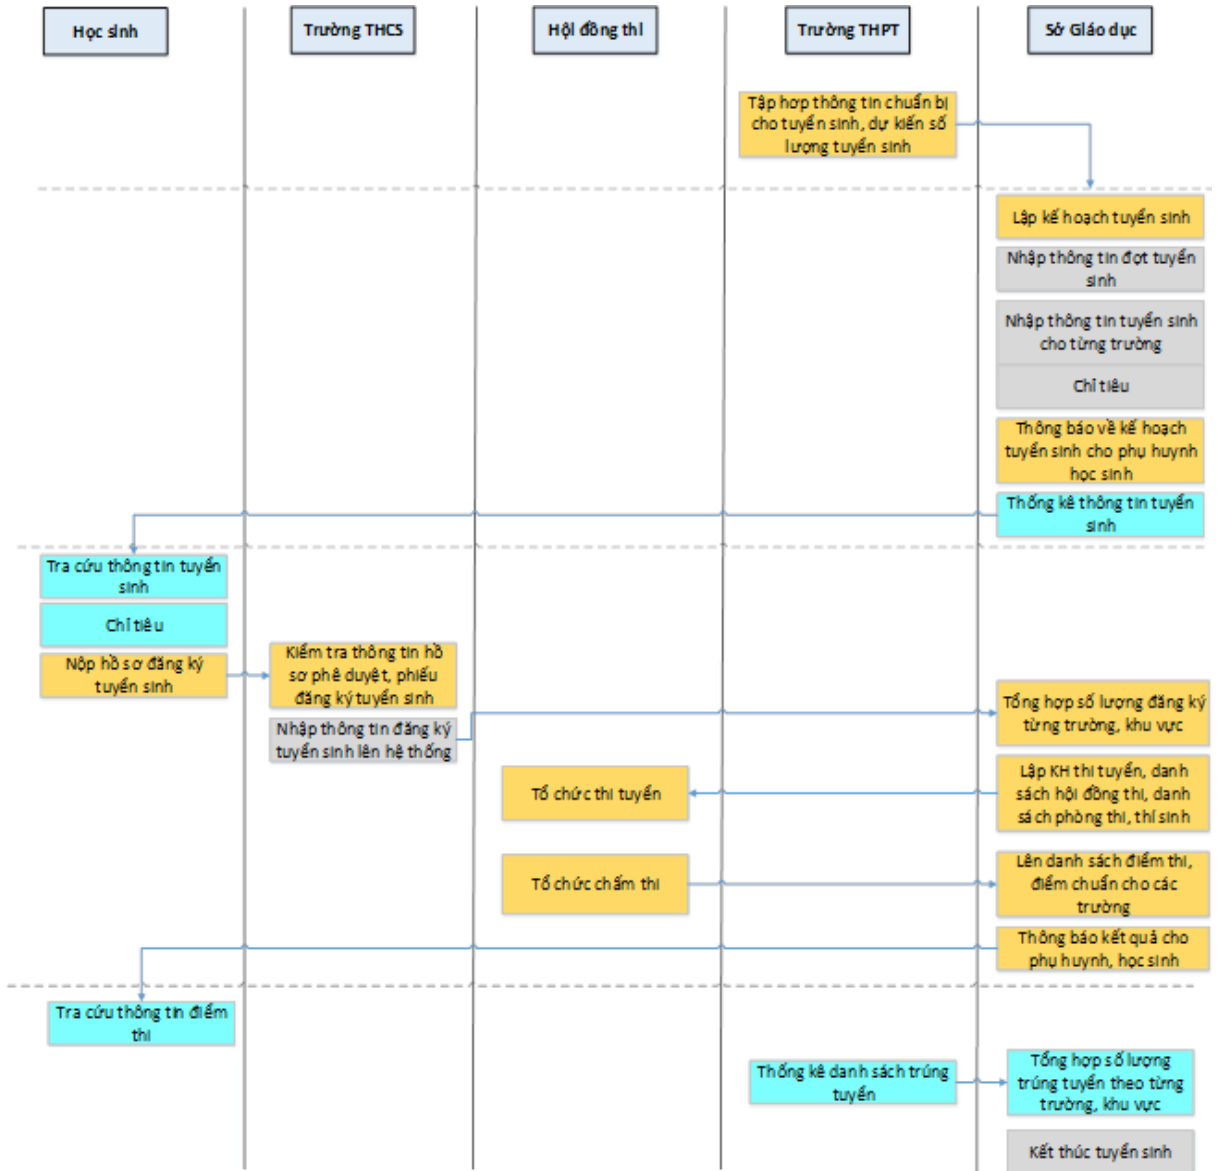 Học sinh
Trường THCS
Hội đồng thi
Trường THPT
Sở Giáo dục
Tập hợp thông tin chuẩn bị
cho tuyển sinh, dự kiến số
lượng tuyển sinh
Lập kế hoạch tuyển sinh
Nhập thông tin đợt tuyển
sinh
Nhập thông tin tuyển sinh
cho từng trường
Chỉ tiêu
Thông báo về kế hoạch
tuyển sinh cho phụ huynh
học sinh
Thống kê thông tin tuyển
sinh
Tra cứu thông tin tuyển
sinh
Chỉ tiêu
Nộp hồ sơ đăng ký
tuyển sinh
Kiểm tra thông tin hồ
sơ phê duyệt, phiếu
đăng ký tuyển sinh
Nhập thông tin đăng ký
tuyển sinh lên hệ thống
Tổng hợp số lượng đăng ký
từng trường, khu vực
Tổ chức thi tuyển
Lập KH thi tuyển, danh
sách hội đồng thi, danh
sách phòng thi, thí sinh
Tổ chức chấm thi
Lên danh sách điểm thi,
điểm chuẩn cho các
trường
Thông báo kết quả cho
phụ huynh, học sinh
Tra cứu thông tin điểm
thi
Thống kê danh sách trúng
tuyển
Tổng hợp số lượng
trúng tuyển theo từng
trường, khu vực
Kết thúc tuyển sinh